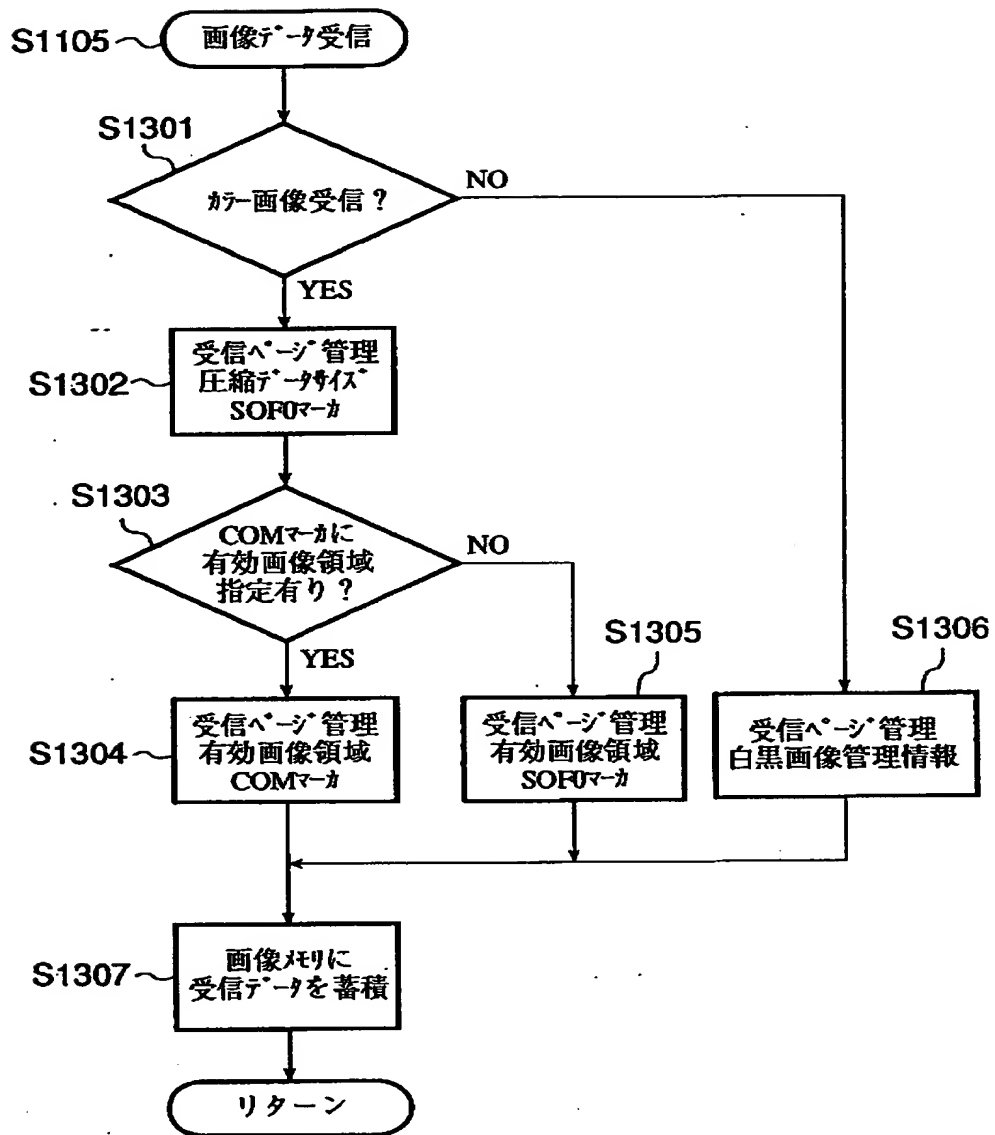 S1105
画像データ受信
S1301
カラー画像受信？
NO
YES
S1302
受信ページ管理
圧縮データサイズ
SOF0マーカ
S1303
COMマーカに
有効画像領域
指定有り？
NO
YES
S1304
受信ページ管理
有効画像領域
COMマーカ
S1305
受信ページ管理
有効画像領域
SOF0マーカ
S1306
受信ページ管理
白黒画像管理情報
S1307
画像メモリに
受信データを蓄積
リターン